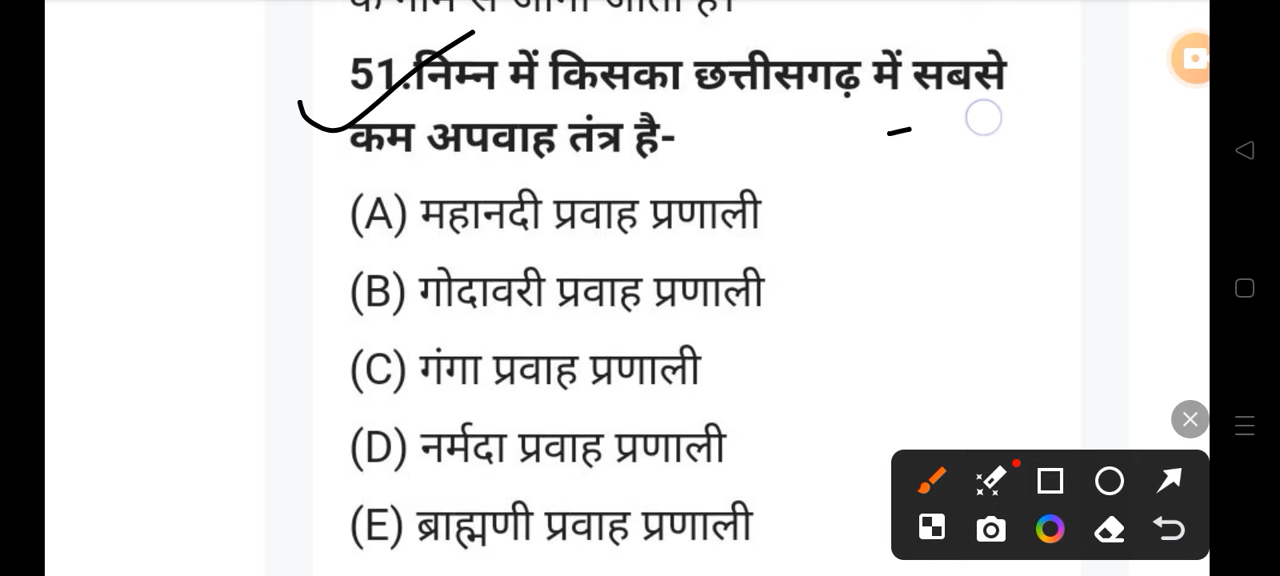 51.निम्न में किसका छत्तीसगढ़ में सबसे
कम अपवाह तंत्र है-
(A) महानदी प्रवाह प्रणाली
(B) गोदावरी प्रवाह प्रणाली
(C) गंगा प्रवाह प्रणाली
(D) नर्मदा प्रवाह प्रणाली
(E) ब्राह्मणी प्रवाह प्रणाली